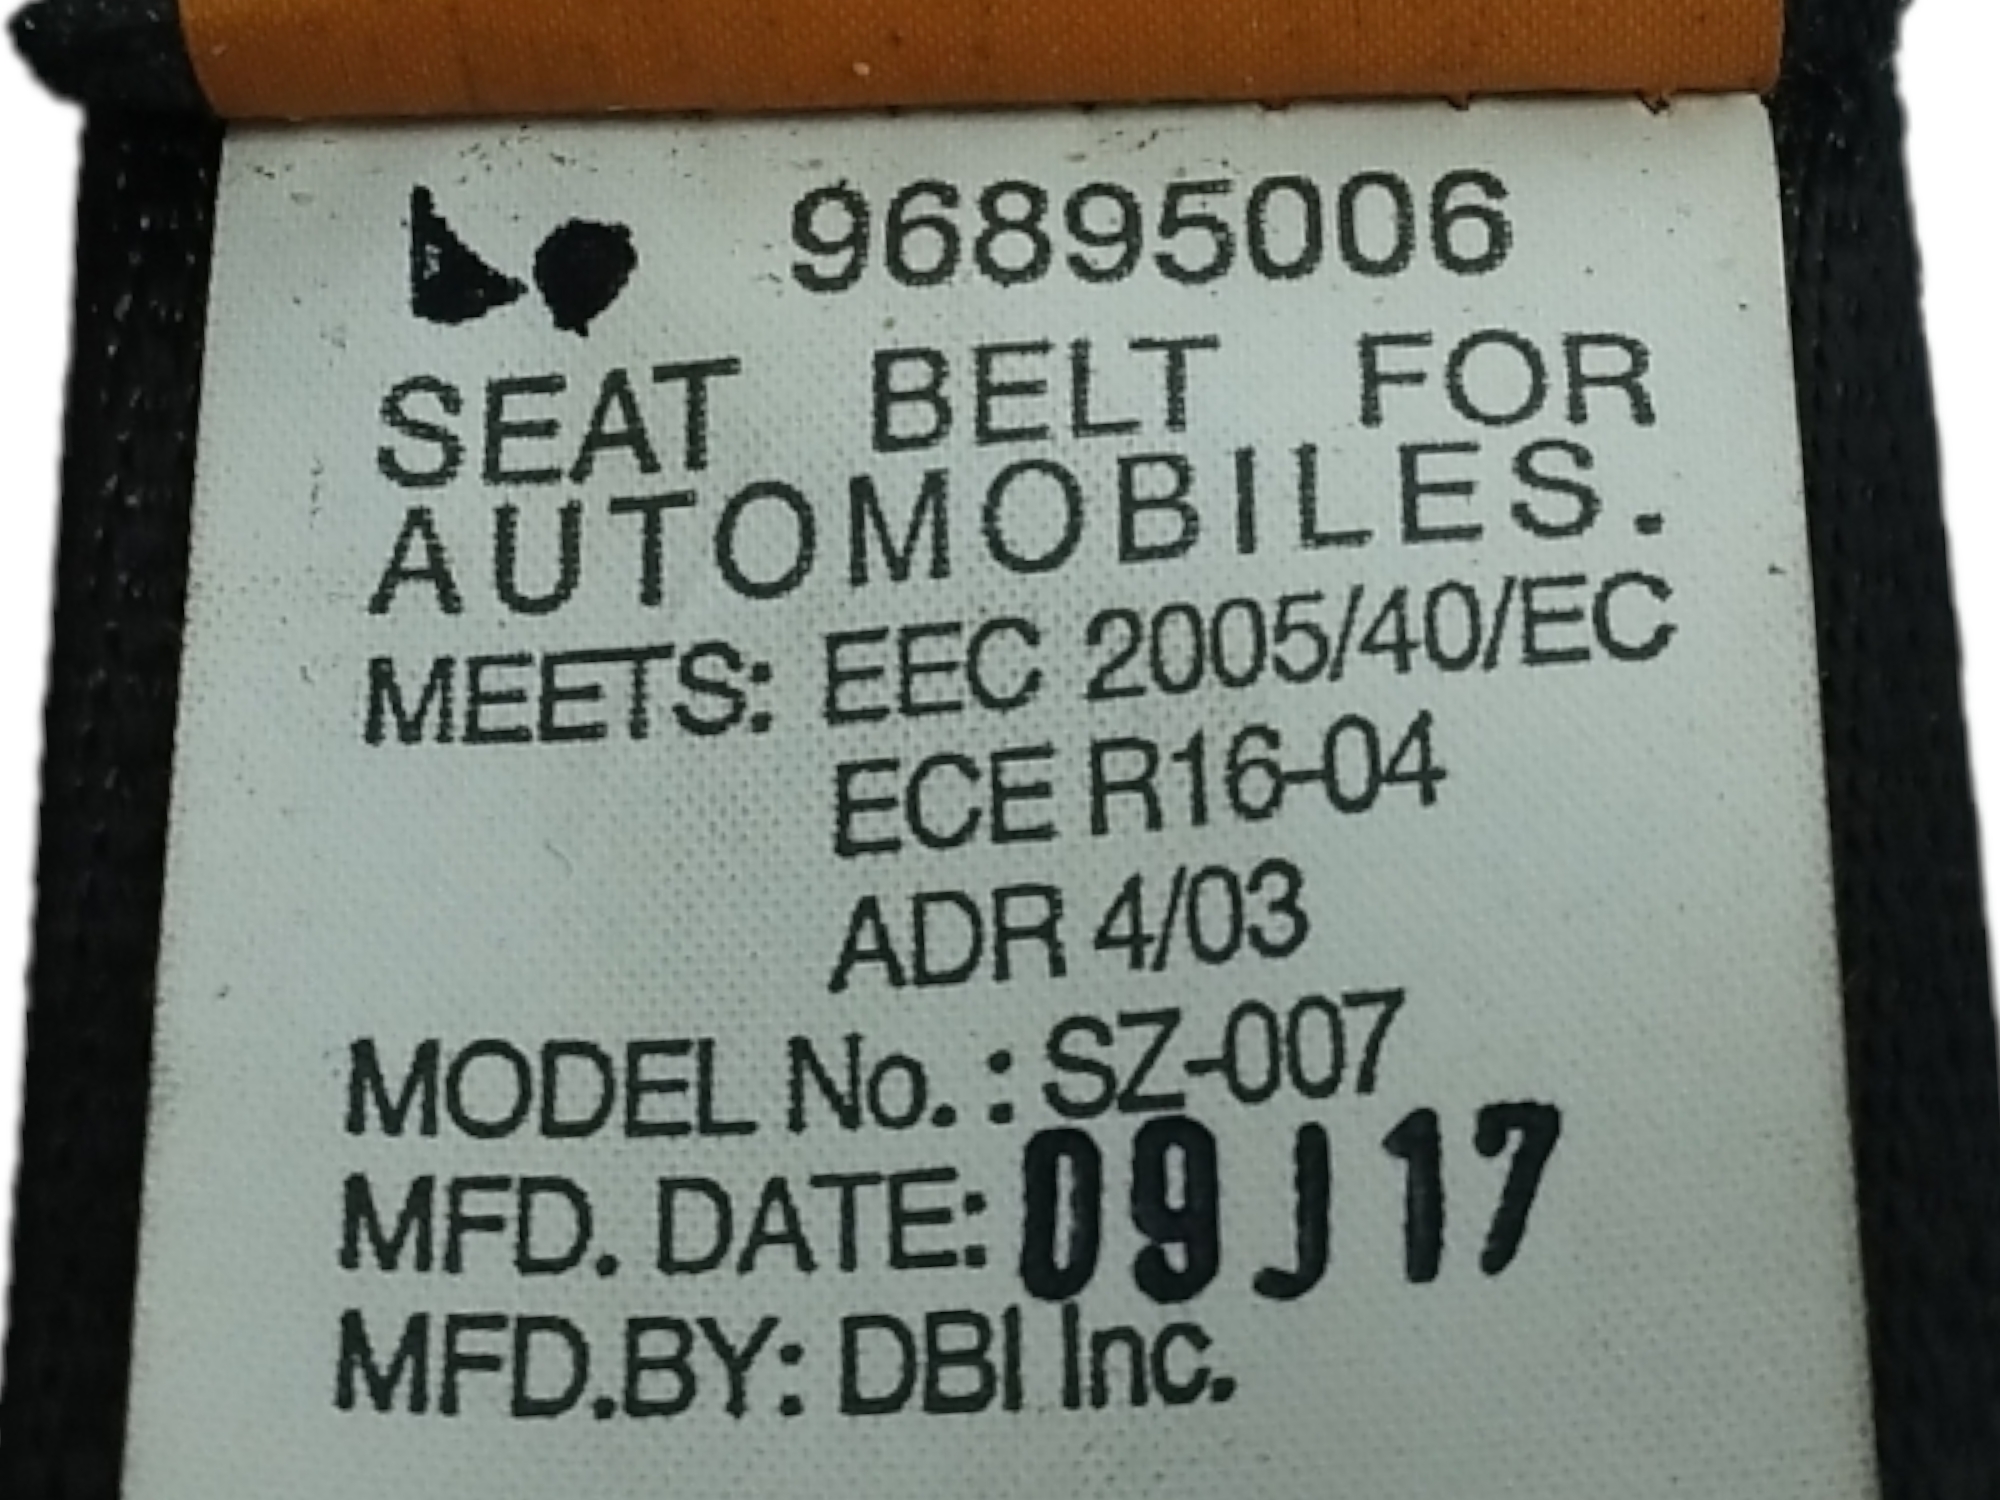 96895006
SEAT BELT FOR
AUTOMOBILES.
MEETS: EEC 2005/40/EC
ECE R16-04
ADR 4/03
MODEL No. : SZ-007
MFD. DATE: 09J17
MFD.BY: DBI Inc.